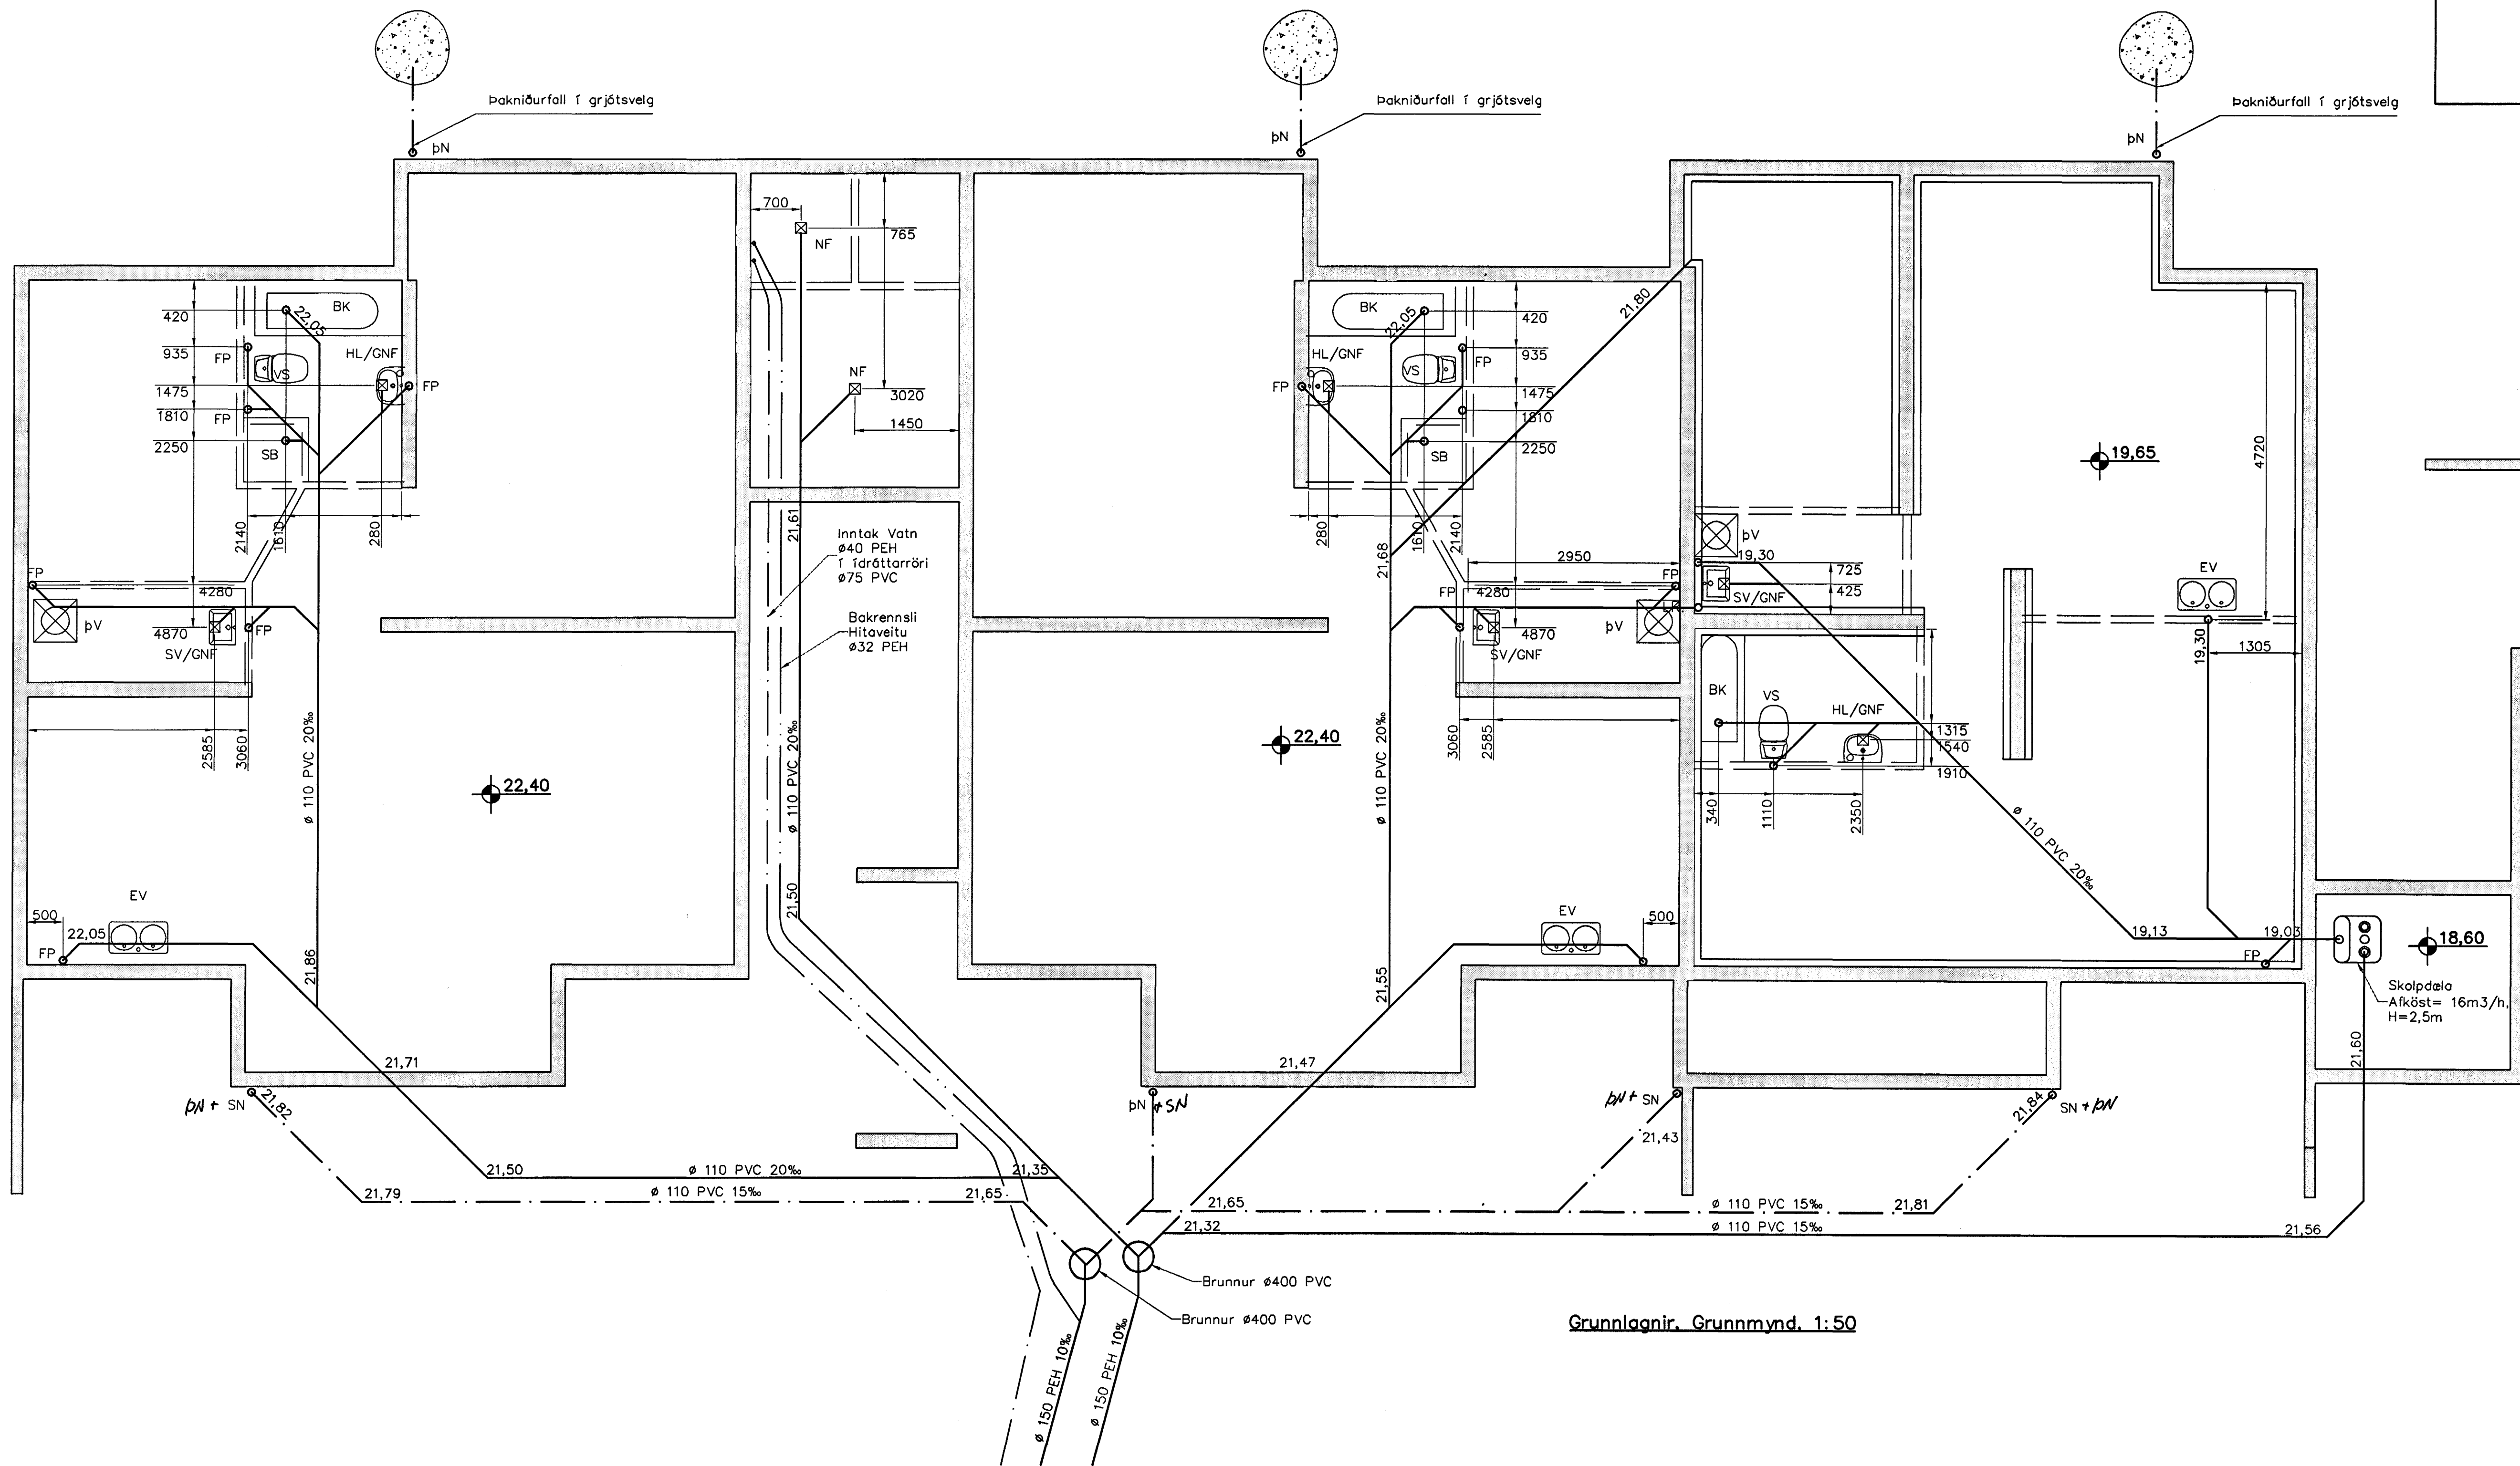 Þakniðurfall í grjótsvelg
Þakniðurfall í grjótsvelg
Þakniðurfall í grjótsvelg
þN
þN
þN
700
NF
765
420
22,05
BK
935
FP
HL/GNF
VS
1475
FP
1810
FP
2250
SB
NF
3020
1450
2140
1610
280
BK
22,05
420
HL/GNF
935
FP
VS
FP
1475
1810
2250
SB
21,80
280
1610
2140
19,65
4720
21,61
Inntak Vatn
ø40 PEH
í ídráttarröri
ø75 PVC
Bakrennsli
Hitaveitu
ø32 PEH
21,68
2950
þV
19,30
725
425
SV/GNF
EV
FP
4280
þV
4870
FP
SV/GNF
FP
FP
4280
þV
4870
SV/GNF
19,30
1305
BK
VS
HL/GNF
1315
1540
1910
340
1110
2350
2585
3060
ø 110 PVC 20‰
ø 110 PVC 20‰
ø 110 PVC 20‰
3060
2585
22,40
22,40
ø 110 PVC 20‰
EV
500
22,05
FP
21,86
21,50
EV
500
21,55
19,13
19,03
FP
18,60
Skolpdæla
Afköst= 16m3/h,
H=2,5m
21,60
21,71
21,47
þN + SN
21,82
þN + SN
þN + SN
21,43
21,84
SN + þN
21,50
ø 110 PVC 20‰
21,35
21,79
ø 110 PVC 15‰
21,65
21,65
ø 110 PVC 15‰
21,81
21,32
ø 110 PVC 15‰
21,56
Brunnur ø400 PVC
Brunnur ø400 PVC
ø 150 PEH 10‰
ø 150 PEH 10‰
Grunnlagnir. Grunnmynd. 1:50